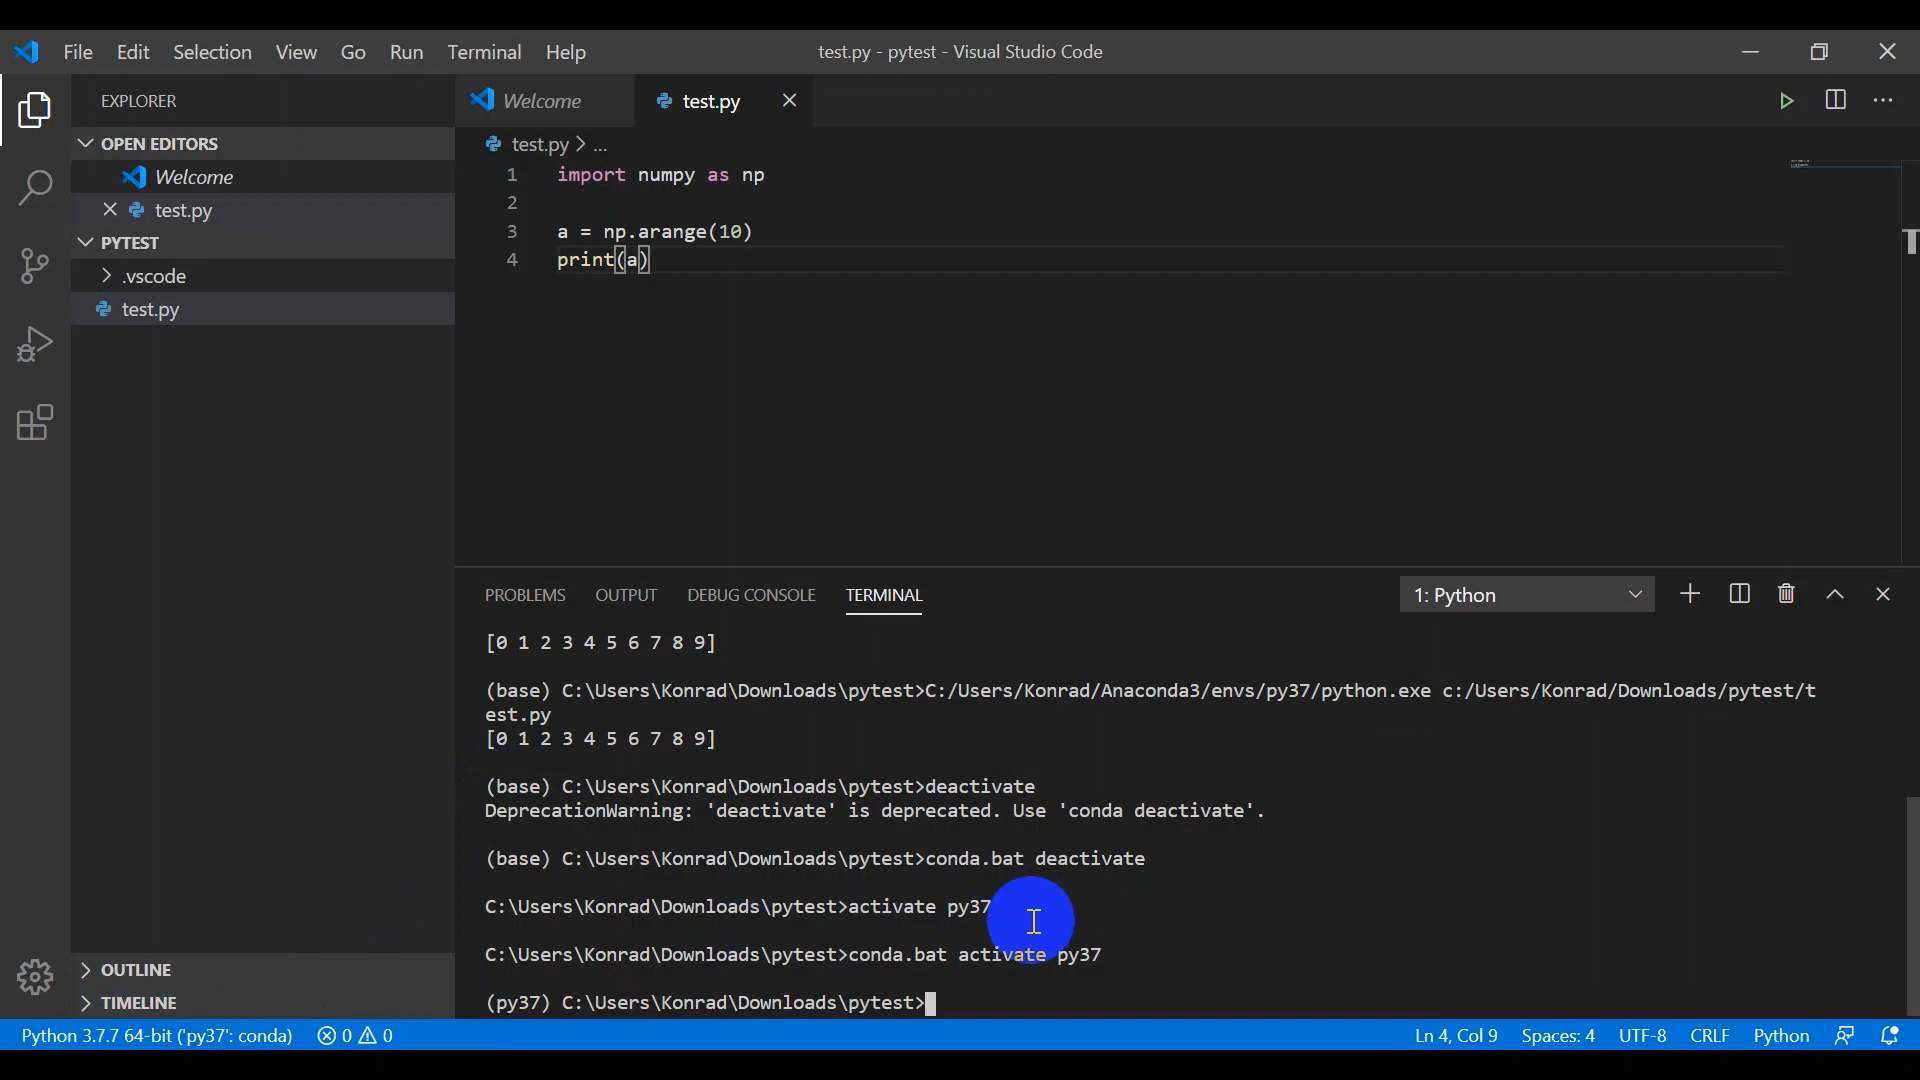 File Edit Selection View Go Run Terminal Help
test.py - pytest - Visual Studio Code
EXPLORER
OPEN EDITORS
Welcome
test.py
PYTEST
.vscode
test.py
OUTLINE
TIMELINE
Welcome
test.py
test.py > ...
1 import numpy as np
2
3 a = np.arange(10)
4 print(a)
PROBLEMS OUTPUT DEBUG CONSOLE TERMINAL
1: Python
[0 1 2 3 4 5 6 7 8 9]
(base) C:\Users\Konrad\Downloads\pytest>C:/Users/Konrad/Anaconda3/envs/py37/python.exe c:/Users/Konrad/Downloads/pytest/t
est.py
[0 1 2 3 4 5 6 7 8 9]
(base) C:\Users\Konrad\Downloads\pytest>deactivate
DeprecationWarning: 'deactivate' is deprecated. Use 'conda deactivate'.
(base) C:\Users\Konrad\Downloads\pytest>conda.bat deactivate
C:\Users\Konrad\Downloads\pytest>activate py37
C:\Users\Konrad\Downloads\pytest>conda.bat activate py37
(py37) C:\Users\Konrad\Downloads\pytest>
Python 3.7.7 64-bit ('py37': conda) 0 0
Ln 4, Col 9 Spaces: 4 UTF-8 CRLF Python